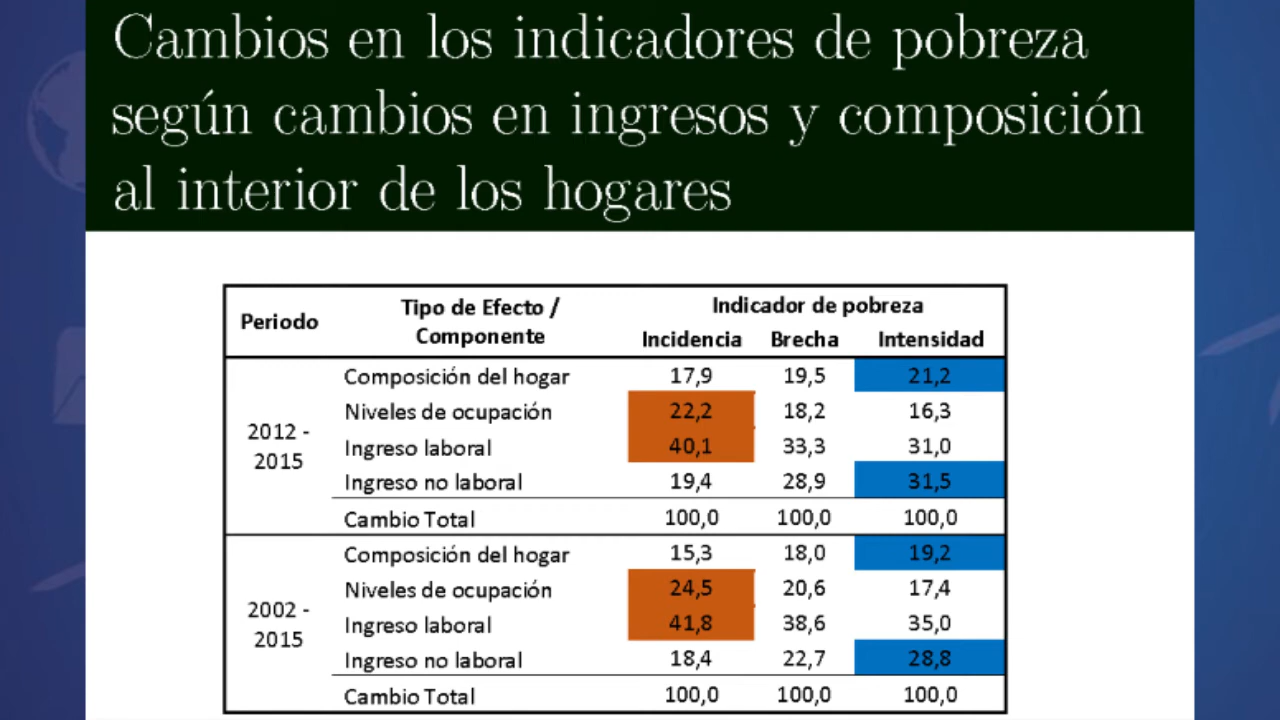 Cambios en los indicadores de pobreza
según cambios en ingresos y composición
al interior de los hogares
Periodo Tipo de Efecto / Componente Indicador de pobreza
Incidencia Brecha Intensidad
2012 - 2015
Composición del hogar 17,9 19,5 21,2
Niveles de ocupación 22,2 18,2 16,3
Ingreso laboral 40,1 33,3 31,0
Ingreso no laboral 19,4 28,9 31,5
Cambio Total 100,0 100,0 100,0
2002 - 2015
Composición del hogar 15,3 18,0 19,2
Niveles de ocupación 24,5 20,6 17,4
Ingreso laboral 41,8 38,6 35,0
Ingreso no laboral 18,4 22,7 28,8
Cambio Total 100,0 100,0 100,0